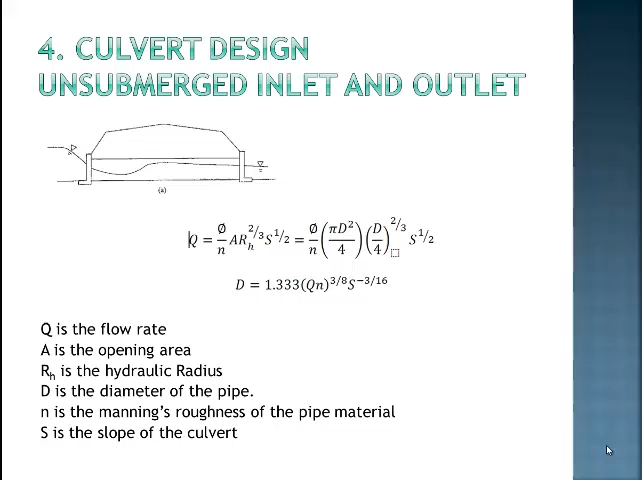 4. CULVERT DESIGN
UNSUBMERGED INLET AND OUTLET
(a)
Q = ∅/n AR_h^{2/3} S^{1/2} = ∅/n (πD²/4) (D/4)^{2/3} S^{1/2}
D = 1.333(Qn)^{3/8} S^{−3/16}
Q is the flow rate
A is the opening area
R_h is the hydraulic Radius
D is the diameter of the pipe.
n is the manning's roughness of the pipe material
S is the slope of the culvert